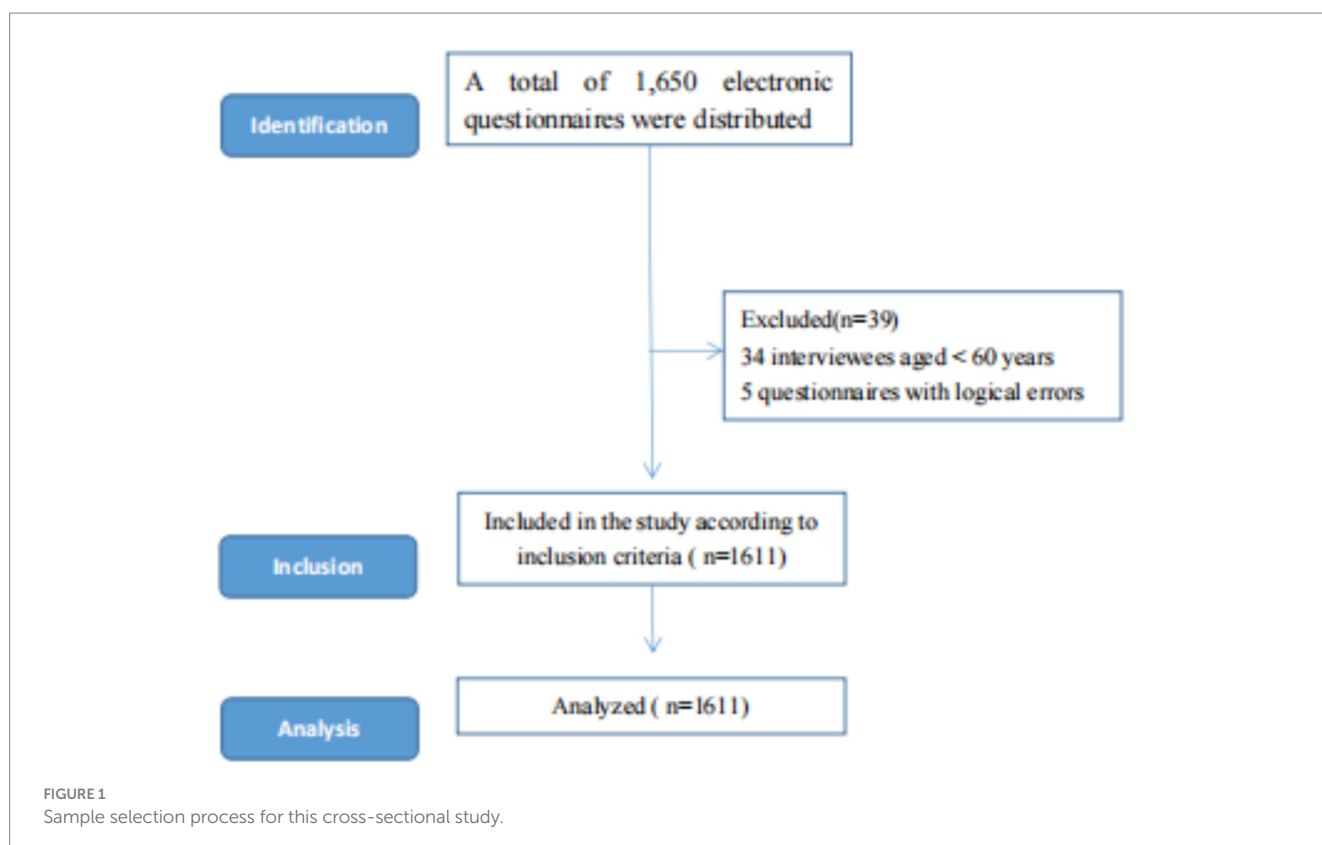 Identification
A total of 1,650 electronic
questionnaires were distributed
Excluded(n=39)
34 interviewees aged < 60 years
5 questionnaires with logical errors
Inclusion
Included in the study according to
inclusion criteria ( n=1611)
Analysis
Analyzed ( n=1611)
FIGURE 1
Sample selection process for this cross-sectional study.